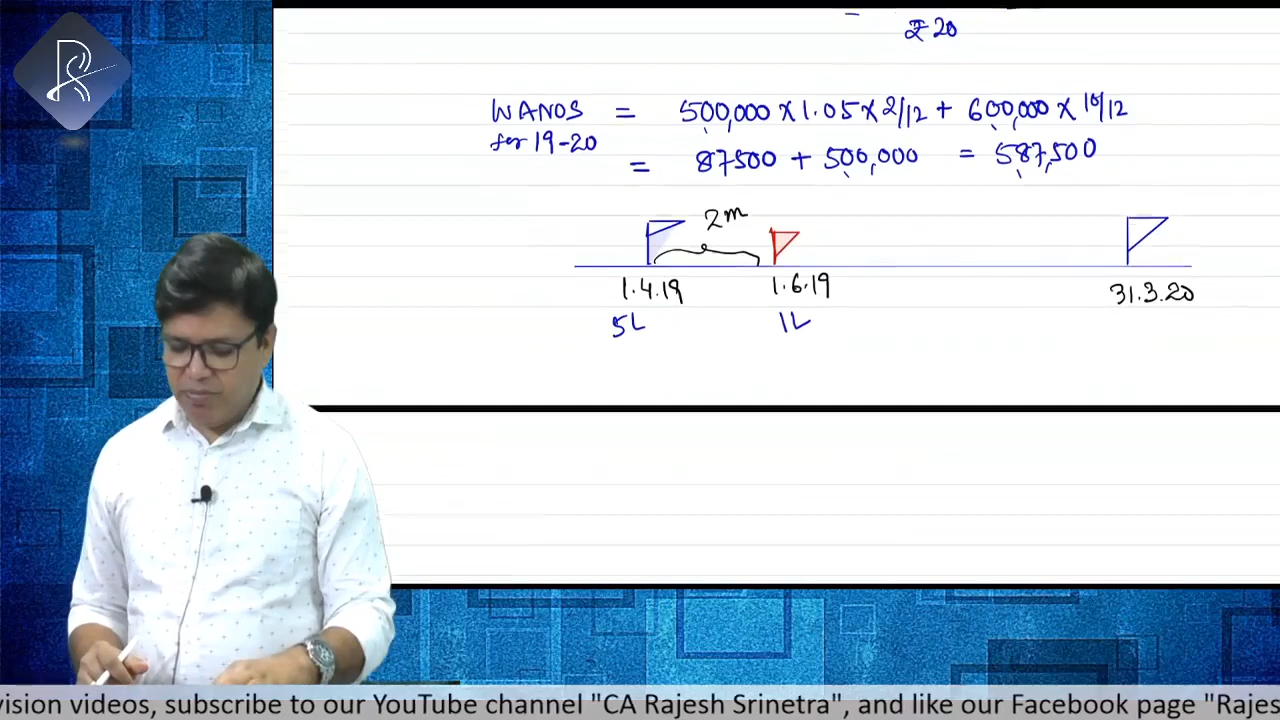 ₹ 20
WANOS = 500,000 × 1.05 × 2/12 + 600,000 × 10/12
for 19-20
= 87500 + 500,000 = 587,500
2m
1.4.19 1.6.19 31.3.20
5L 1L
vision videos, subscribe to our YouTube channel "CA Rajesh Srinetra", and like our Facebook page "Rajes